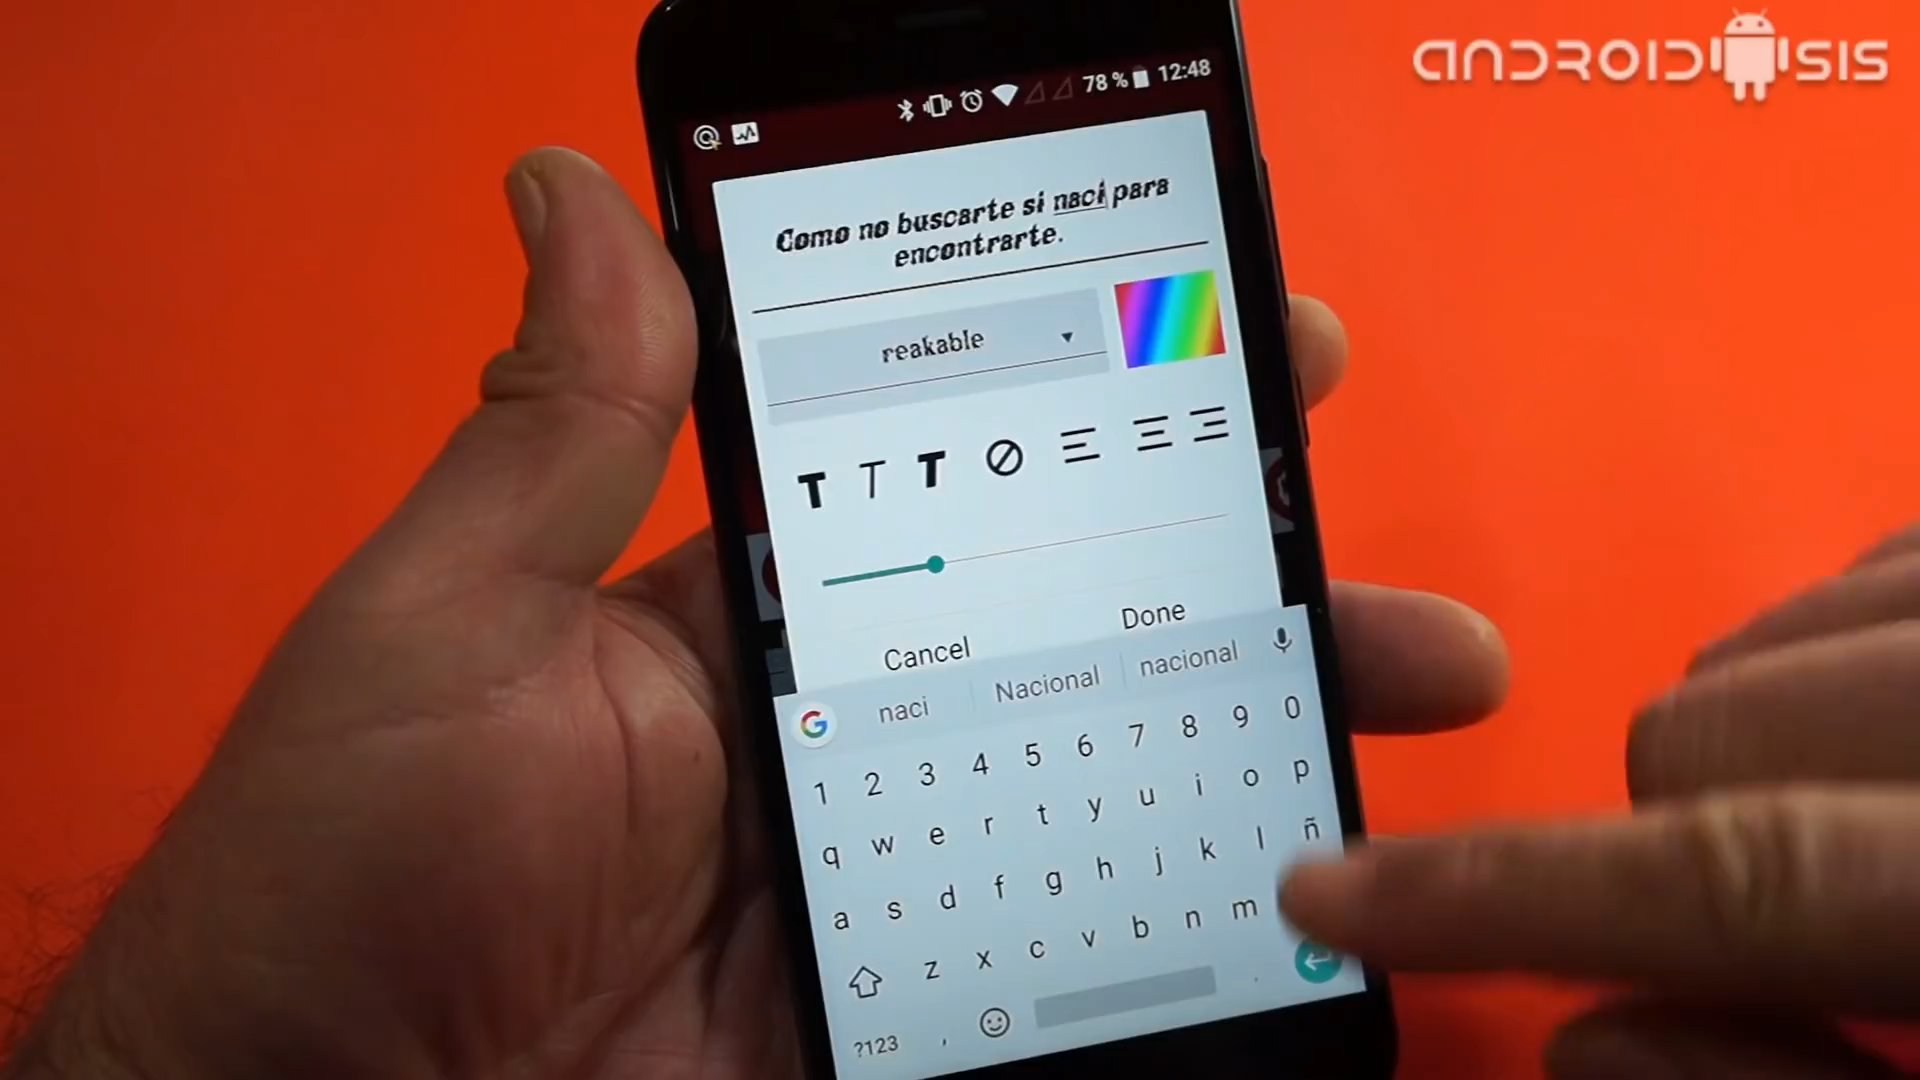 ANDROIDSIS
78 % 12:48
Como no buscarte si naci para
encontrarte.
reakable
T T T
Cancel Done
naci Nacional nacional
1 2 3 4 5 6 7 8 9 0
q w e r t y u i o p
a s d f g h j k l ñ
z x c v b n m
?123 , .